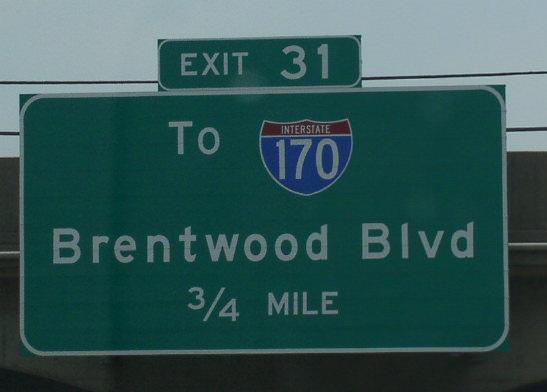 EXIT 31
To INTERSTATE 170
Brentwood Blvd
3/4 MILE